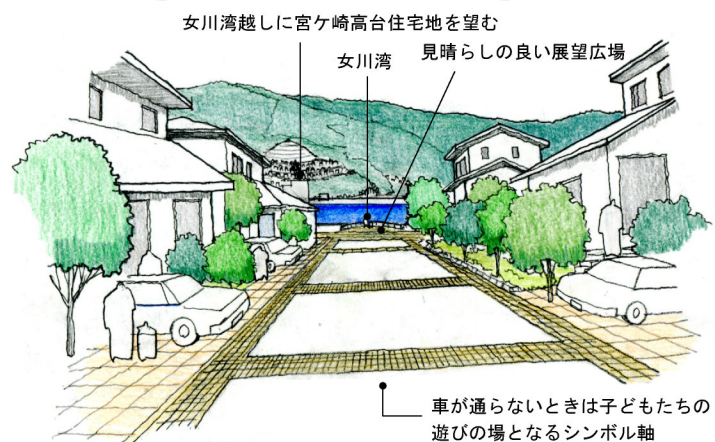 女川湾越しに宮ケ崎高台住宅地を望む
女川湾
見晴らしの良い展望広場
車が通らないときは子どもたちの
遊びの場となるシンボル軸